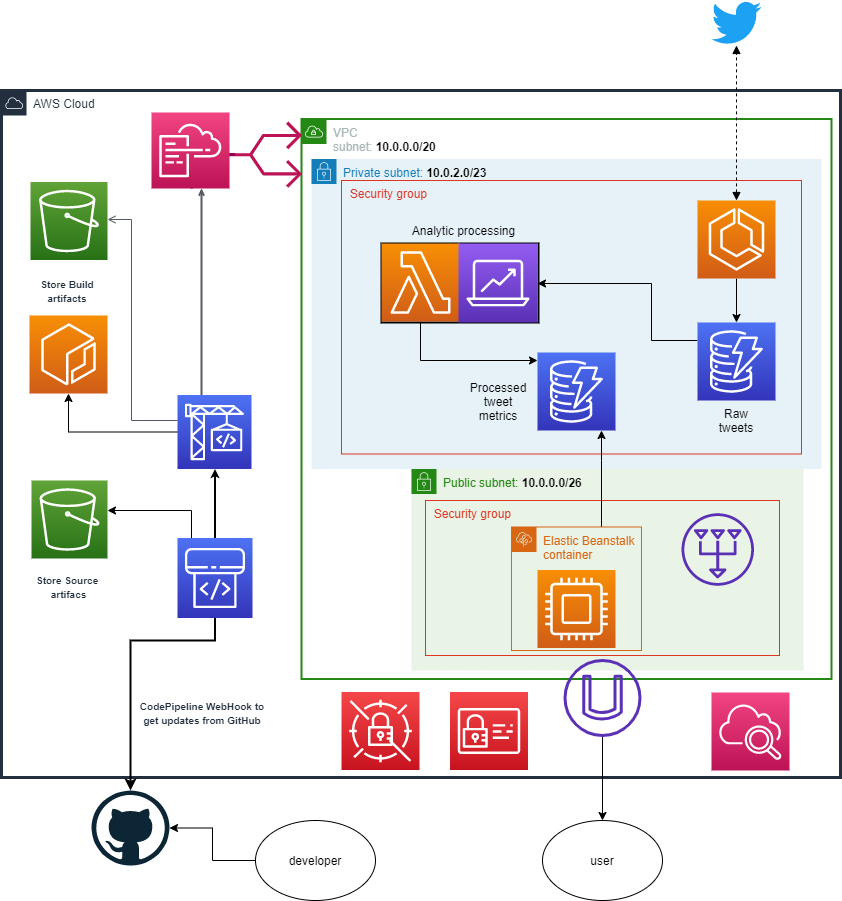 AWS Cloud
VPC
subnet: 10.0.0.0/20
Private subnet: 10.0.2.0/23
Security group
Analytic processing
Store Build
artifacts
Processed
tweet
metrics
Raw
tweets
Public subnet: 10.0.0.0/26
Security group
Elastic Beanstalk
container
Store Source
artifacs
CodePipeline WebHook to
get updates from GitHub
developer
user